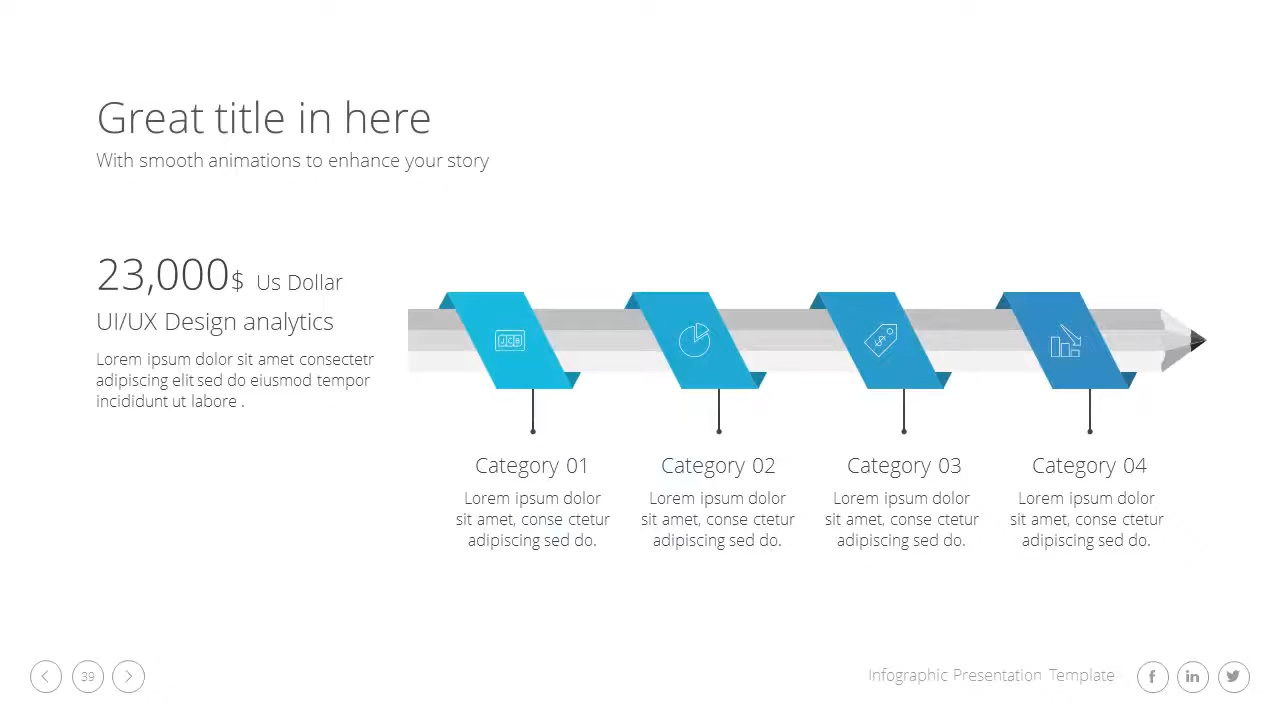 Great title in here
With smooth animations to enhance your story
23,000$ Us Dollar
UI/UX Design analytics
Lorem ipsum dolor sit amet consectetr
adipiscing elit sed do eiusmod tempor
incididunt ut labore .
JCB
Category 01
Lorem ipsum dolor
sit amet, conse ctetur
adipiscing sed do.
Category 02
Lorem ipsum dolor
sit amet, conse ctetur
adipiscing sed do.
Category 03
Lorem ipsum dolor
sit amet, conse ctetur
adipiscing sed do.
Category 04
Lorem ipsum dolor
sit amet, conse ctetur
adipiscing sed do.
39
Infographic Presentation Template